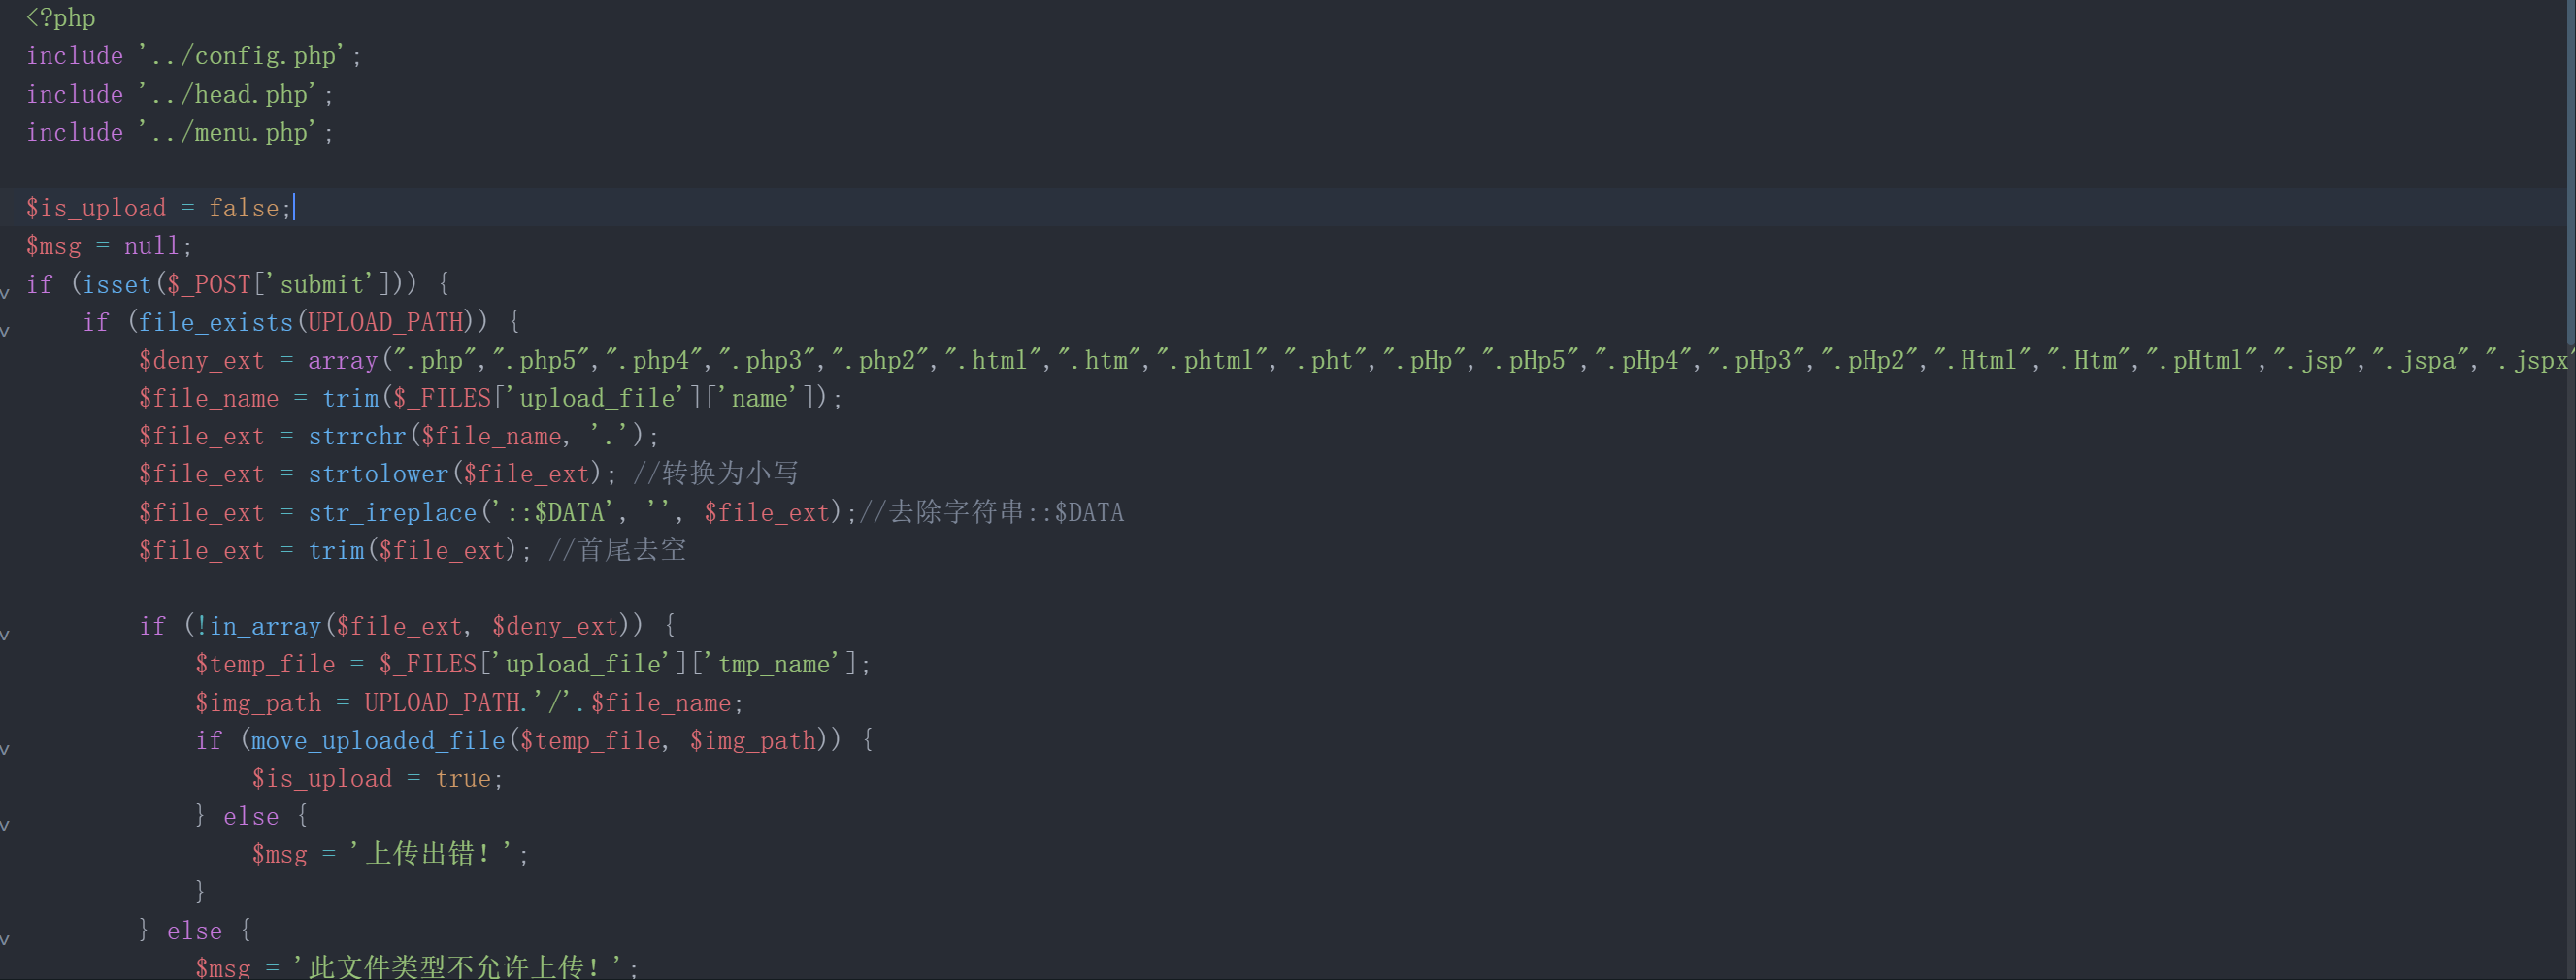 <?php
include '../config.php';
include '../head.php';
include '../menu.php';
$is_upload = false;
$msg = null;
if (isset($_POST['submit'])) {
if (file_exists(UPLOAD_PATH)) {
$deny_ext = array(".php",".php5",".php4",".php3",".php2",".html",".htm",".phtml",".pht",".pHp",".pHp5",".pHp4",".pHp3",".pHp2",".Html",".Htm",".pHtml",".jsp",".jspa",".jspx"
$file_name = trim($_FILES['upload_file']['name']);
$file_ext = strrchr($file_name, '.');
$file_ext = strtolower($file_ext); //转换为小写
$file_ext = str_ireplace('::$DATA', '', $file_ext);//去除字符串::$DATA
$file_ext = trim($file_ext); //首尾去空
if (!in_array($file_ext, $deny_ext)) {
$temp_file = $_FILES['upload_file']['tmp_name'];
$img_path = UPLOAD_PATH.'/'.$file_name;
if (move_uploaded_file($temp_file, $img_path)) {
$is_upload = true;
} else {
$msg = '上传出错！';
}
} else {
$msg = '此文件类型不允许上传！';